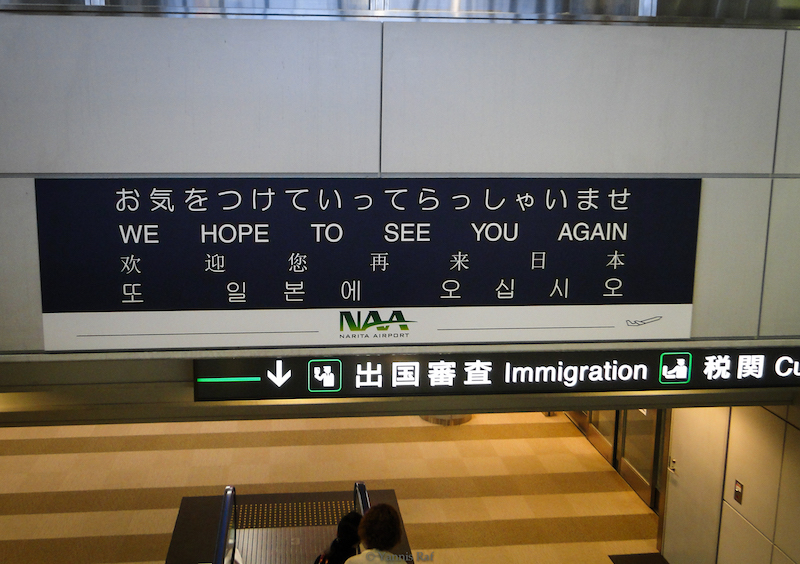 お気をつけていってらっしゃいませ
WE HOPE TO SEE YOU AGAIN
欢迎您再来日本
또 일본에 오십시오
NAA
NARITA AIRPORT
出国審査 Immigration 税関 Cu